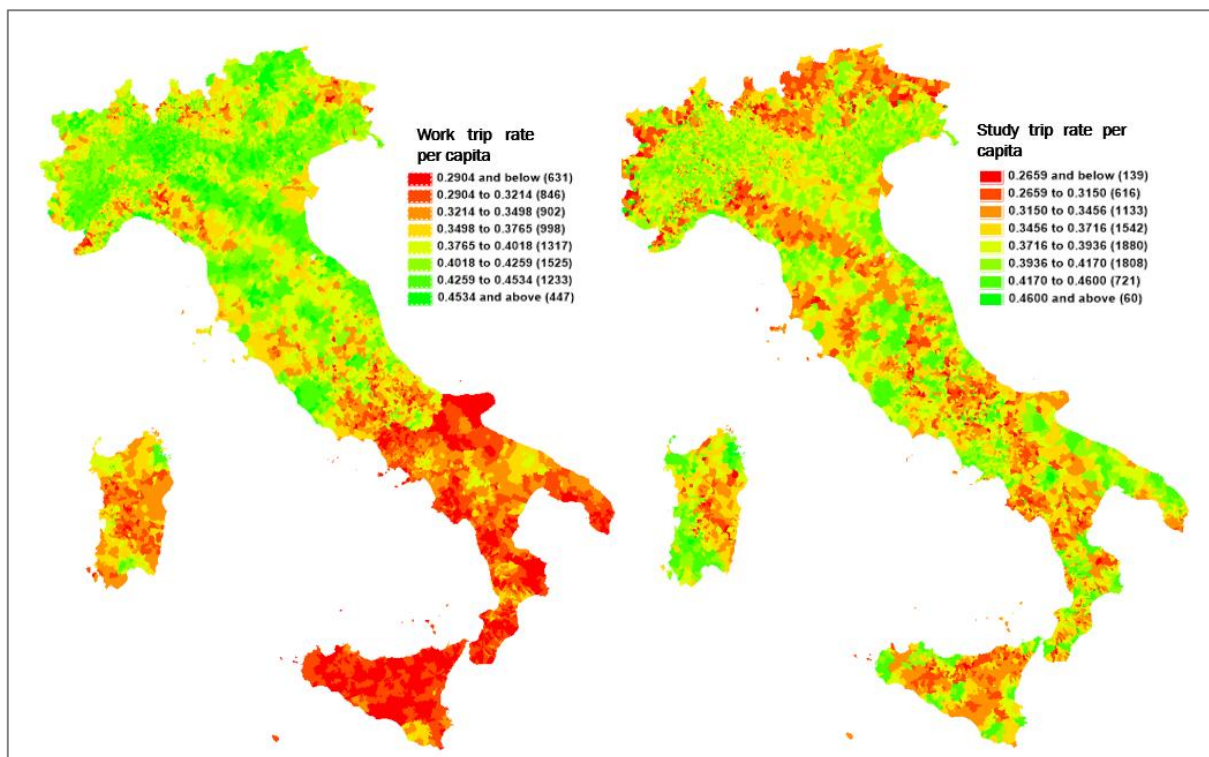 Work trip rate
per capita
0.2904 and below (631)
0.2904 to 0.3214 (846)
0.3214 to 0.3498 (902)
0.3498 to 0.3765 (998)
0.3765 to 0.4018 (1317)
0.4018 to 0.4259 (1525)
0.4259 to 0.4534 (1233)
0.4534 and above (447)
Study trip rate per
capita
0.2659 and below (139)
0.2659 to 0.3150 (616)
0.3150 to 0.3456 (1133)
0.3456 to 0.3716 (1542)
0.3716 to 0.3936 (1880)
0.3936 to 0.4170 (1808)
0.4170 to 0.4600 (721)
0.4600 and above (60)